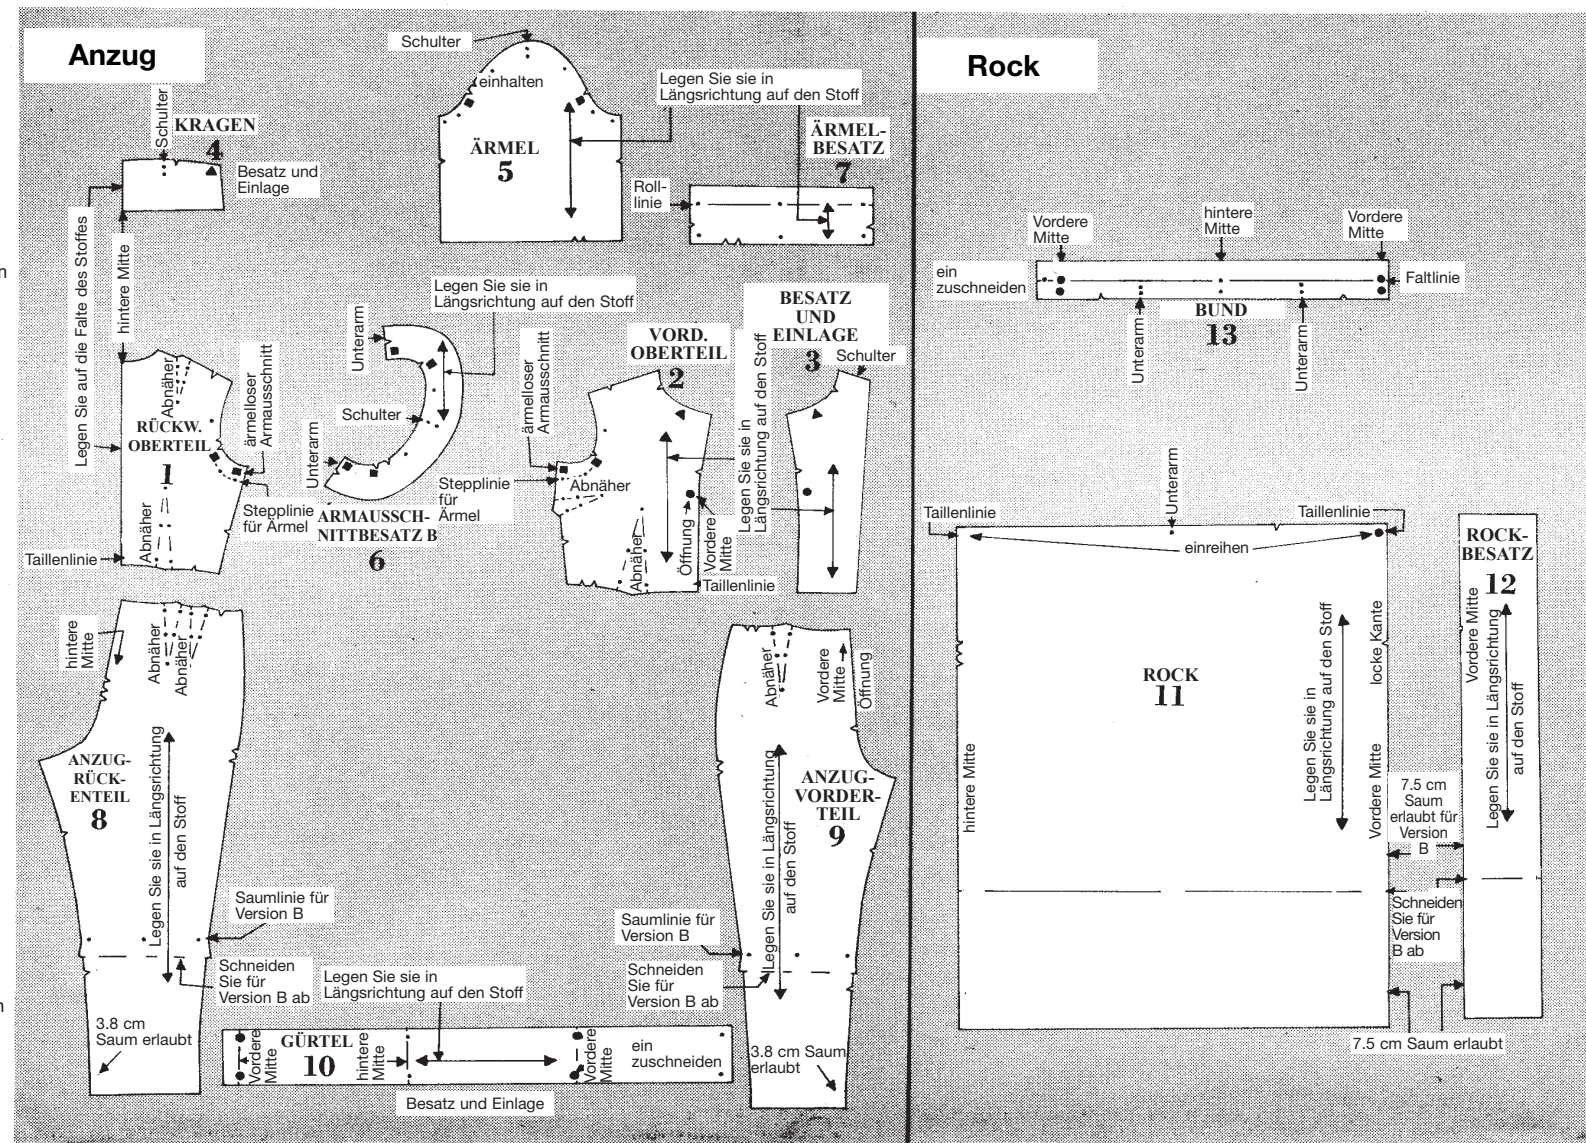 Anzug
Rock
Schulter
einhalten
Legen Sie sie in
Längsrichtung auf den Stoff
Schulter
KRAGEN
4
Besatz und
Einlage
Legen Sie auf die Falte des Stoffes
hintere Mitte
ÄRMEL
5
ÄRMEL-
BESATZ
7
Roll-
linie
Vordere
Mitte
hintere
Mitte
Vordere
Mitte
ein
zuschneiden
Faltlinie
BUND
13
Unterarm
Unterarm
Legen Sie sie in
Längsrichtung auf den Stoff
Unterarm
Schulter
Unterarm
ARMAUSSCH-
NITTBESATZ B
6
Abnäher
RÜCKW.
OBERTEIL
1
ärmelloser
Armausschnitt
Stepplinie
für Ärmel
Abnäher
Taillenlinie
VORD.
OBERTEIL
2
ärmelloser
Armausschnitt
Stepplinie
für
Ärmel
Abnäher
Abnäher
Öffnung
Vordere
Mitte
Taillenlinie
Legen Sie sie in
Längsrichtung auf den Stoff
BESATZ
UND
EINLAGE
3
Schulter
hintere
Mitte
Abnäher
Abnäher
ANZUG-
RÜCK-
ENTEIL
8
Legen Sie sie in Längsrichtung
auf den Stoff
Saumlinie für
Version B
Schneiden
Sie für
Version B ab
3.8 cm
Saum erlaubt
Legen Sie sie in
Längsrichtung auf den Stoff
Vordere
Mitte
GÜRTEL
10
hintere
Mitte
Vordere
Mitte
ein
zuschneiden
Besatz und Einlage
Abnäher
Vordere
Mitte
Öffnung
ANZUG-
VORDER-
TEIL
9
Legen Sie sie in Längsrichtung
auf den Stoff
Saumlinie für
Version B
Schneiden
Sie für
Version B ab
3.8 cm Saum
erlaubt
Taillenlinie
Unterarm
Taillenlinie
einreihen
ROCK
11
hintere Mitte
Legen Sie sie in
Längsrichtung auf den Stoff
locke Kante
Vordere Mitte
7.5 cm
Saum
erlaubt für
Version
B
Schneiden
Sie für
Version
B ab
7.5 cm Saum erlaubt
ROCK-
BESATZ
12
Vordere Mitte
Legen Sie sie in Längsrichtung
auf den Stoff